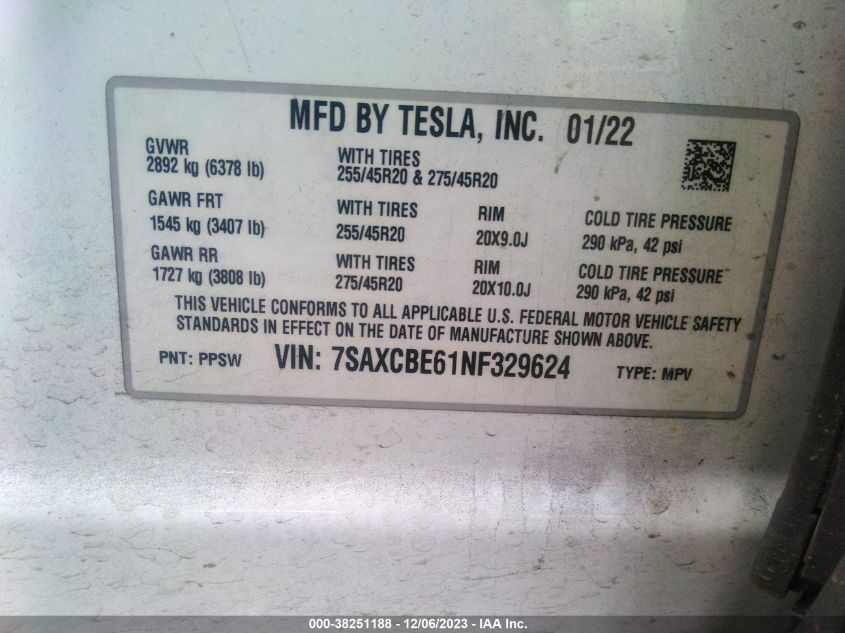 MFD BY TESLA, INC. 01/22
GVWR
2892 kg (6378 lb)
WITH TIRES
255/45R20 & 275/45R20
GAWR FRT
1545 kg (3407 lb)
WITH TIRES
255/45R20
RIM
20X9.0J
COLD TIRE PRESSURE
290 kPa, 42 psi
GAWR RR
1727 kg (3808 lb)
WITH TIRES
275/45R20
RIM
20X10.0J
COLD TIRE PRESSURE
290 kPa, 42 psi
THIS VEHICLE CONFORMS TO ALL APPLICABLE U.S. FEDERAL MOTOR VEHICLE SAFETY
STANDARDS IN EFFECT ON THE DATE OF MANUFACTURE SHOWN ABOVE.
PNT: PPSW VIN: 7SAXCBE61NF329624 TYPE: MPV
000-38251188 - 12/06/2023 - IAA Inc.